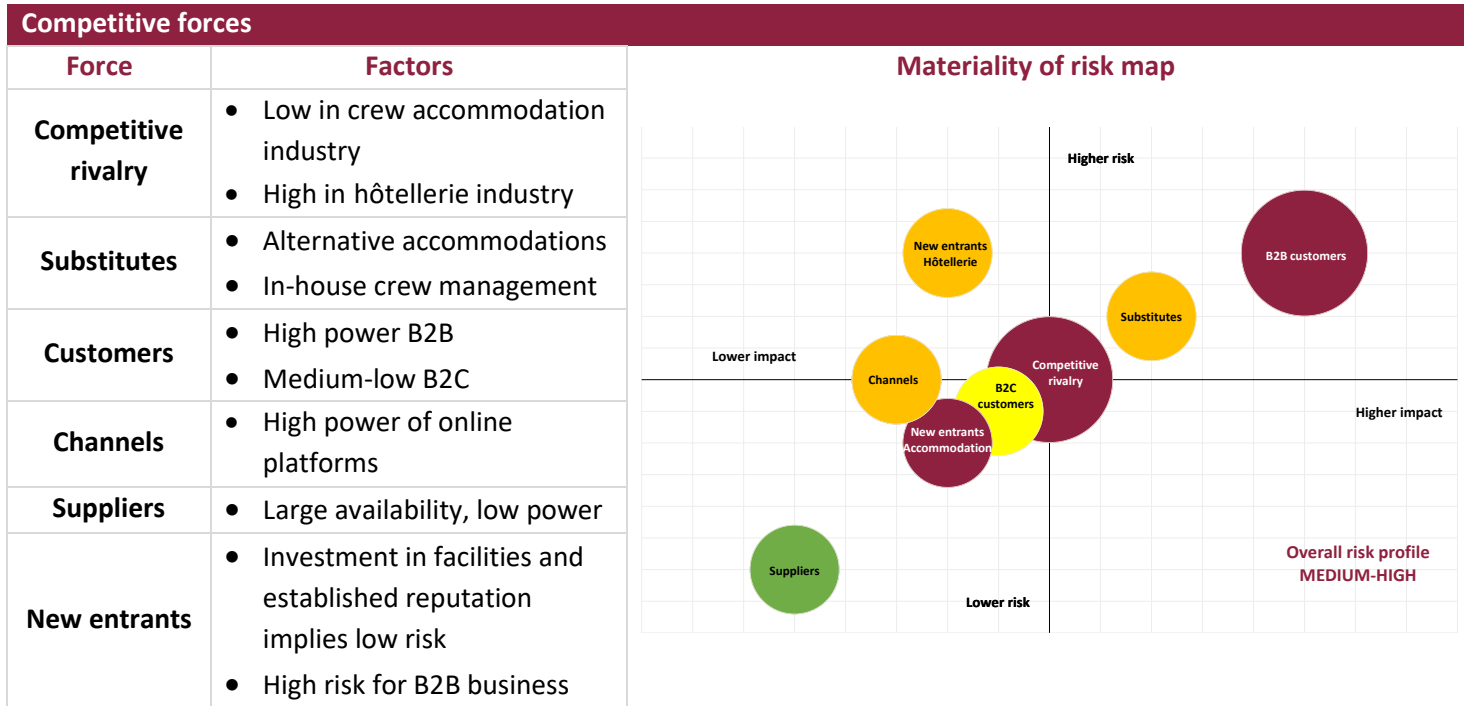 Competitive forces
Force
Factors
Competitive
rivalry
• Low in crew accommodation
industry
• High in hôtellerie industry
Substitutes
• Alternative accommodations
• In-house crew management
Customers
• High power B2B
• Medium-low B2C
Channels
• High power of online
platforms
Suppliers
• Large availability, low power
New entrants
• Investment in facilities and
established reputation
implies low risk
• High risk for B2B business
Materiality of risk map
Higher risk
New entrants
Hôtellerie
B2B customers
Substitutes
Lower impact
Competitive
rivalry
Channels
B2C
customers
Higher impact
New entrants
Accommodation
Suppliers
Overall risk profile
MEDIUM-HIGH
Lower risk